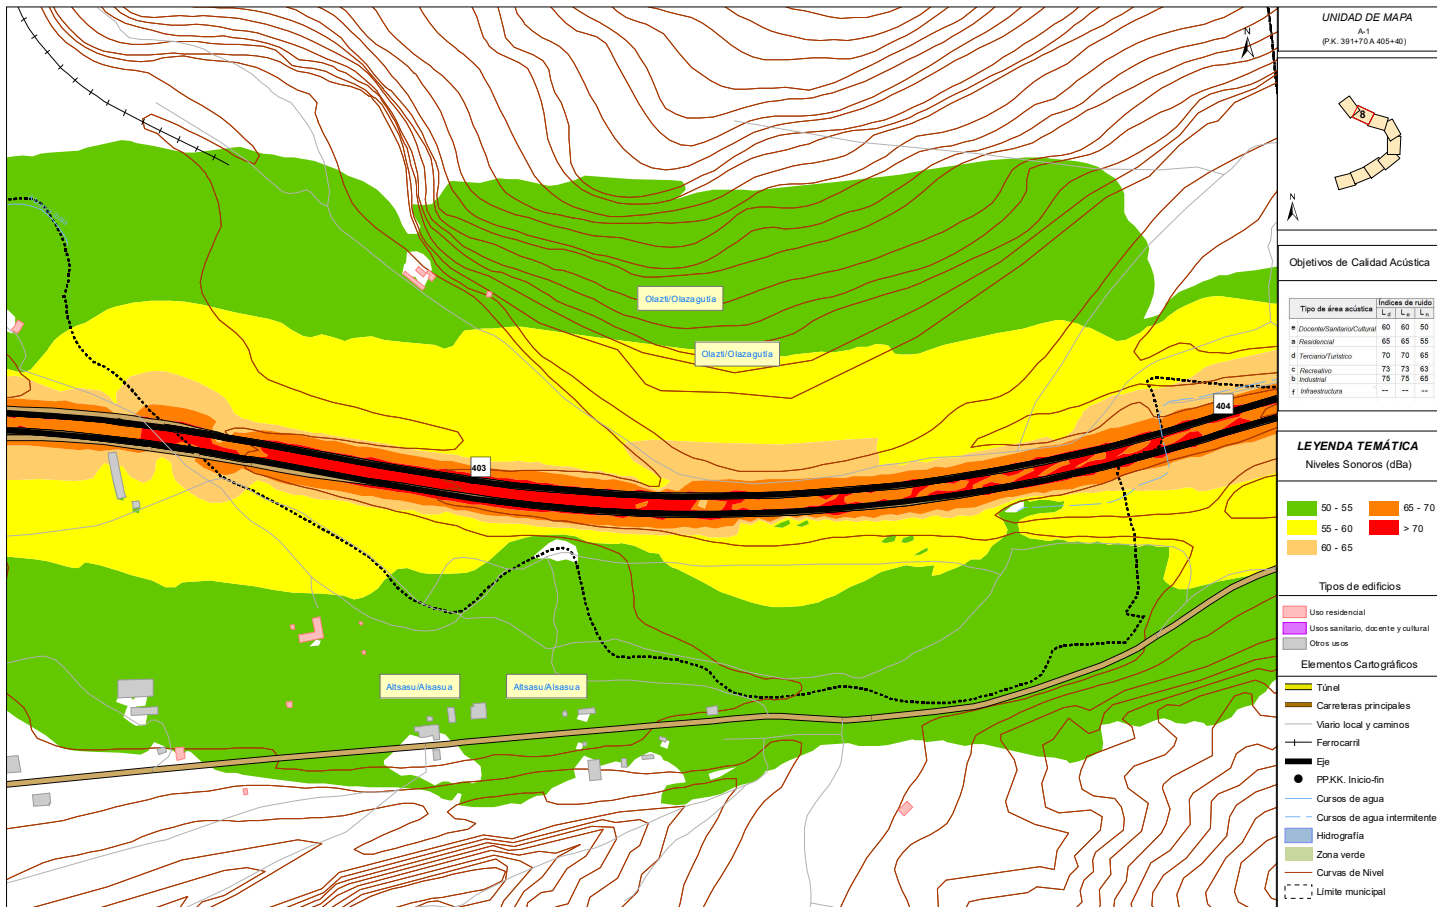 UNIDAD DE MAPA
A-1
(P.K. 391+70 A 405+40)
N
N
8
N
Objetivos de Calidad Acústica
Tipo de área acústica
Índices de ruido
L d L e L n
e Docente/Sanitario/Cultural 60 60 50
a Residencial 65 65 55
d Terciario/Turístico 70 70 65
c Recreativo 73 73 63
b Industrial 75 75 65
f Infraestructura -- -- --
LEYENDA TEMÁTICA
Niveles Sonoros (dBa)
50 - 55
65 - 70
55 - 60
> 70
60 - 65
Tipos de edificios
Uso residencial
Usos sanitario, docente y cultural
Otros usos
Elementos Cartográficos
Túnel
Carreteras principales
Viario local y caminos
Ferrocarril
Eje
PP.KK. Inicio-fin
Cursos de agua
Cursos de agua intermitente
Hidrografía
Zona verde
Curvas de Nivel
Límite municipal
Olazti/Olazagutía
Olazti/Olazagutía
404
403
Altsasu/Alsasua
Altsasu/Alsasua